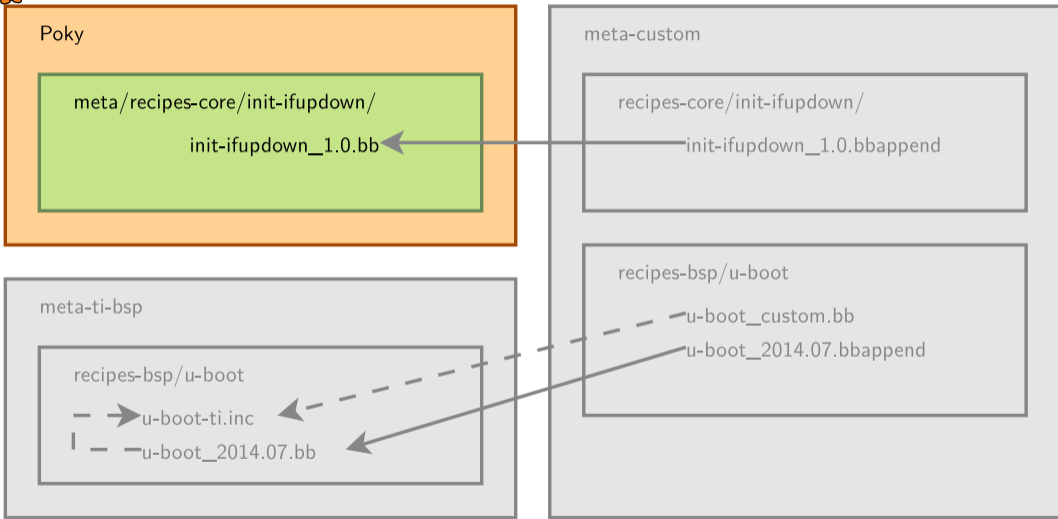 Poky
meta/recipes-core/init-ifupdown/
init-ifupdown_1.0.bb
meta-ti-bsp
recipes-bsp/u-boot
u-boot-ti.inc
u-boot_2014.07.bb
meta-custom
recipes-core/init-ifupdown/
init-ifupdown_1.0.bbappend
recipes-bsp/u-boot
u-boot_custom.bb
u-boot_2014.07.bbappend